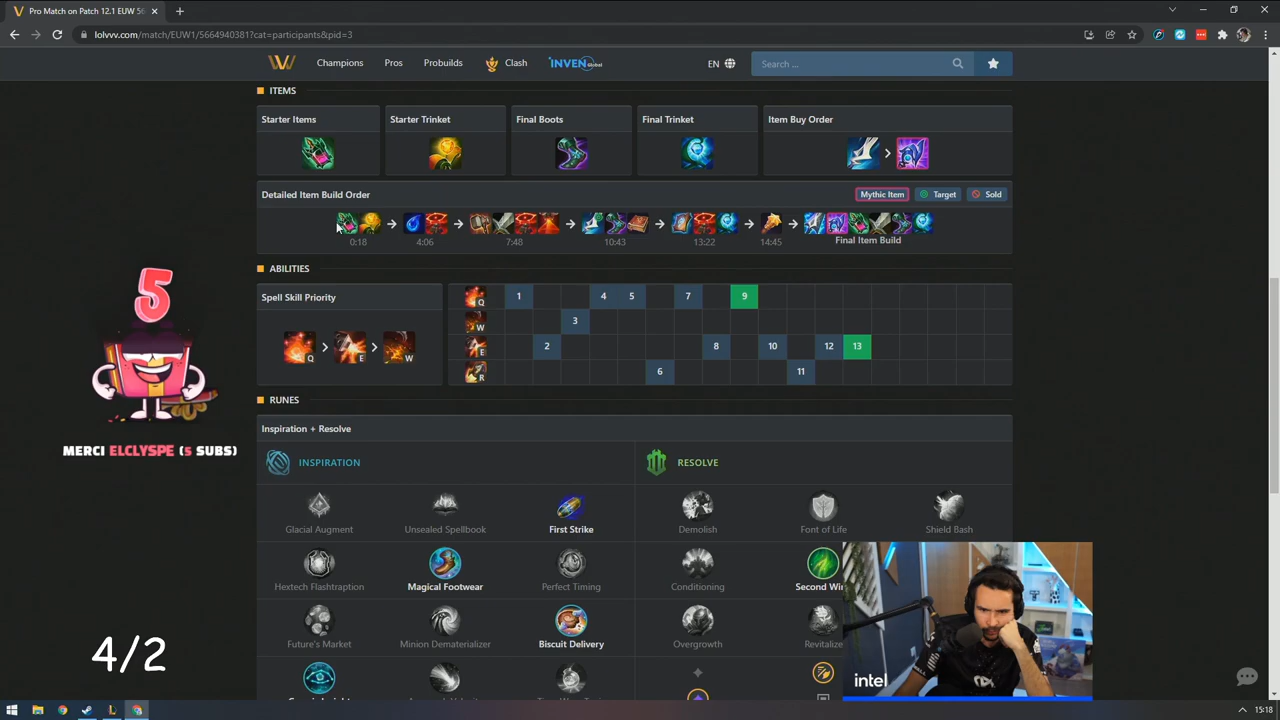 Pro Match on Patch 12.1 EUW 56
lolvvv.com/match/EUW1/5664940381?cat=participants&pid=3
Champions Pros Probuilds Clash INVEN Global EN Search ...
ITEMS
Starter Items Starter Trinket Final Boots Final Trinket Item Buy Order
Detailed Item Build Order Mythic Item Target Sold
0:18 4:06 7:48 10:43 13:22 14:45 Final Item Build
ABILITIES
Spell Skill Priority
Q 1 4 5 7 9
W 3
E 2 8 10 12 13
R 6 11
Q > E > W
RUNES
Inspiration + Resolve
INSPIRATION RESOLVE
Glacial Augment Unsealed Spellbook First Strike Demolish Font of Life Shield Bash
Hextech Flashtraption Magical Footwear Perfect Timing Conditioning Second Win
Future's Market Minion Dematerializer Biscuit Delivery Overgrowth Revitaliz
5
MERCI ELCLYSPE (5 SUBS)
4/2
intel
15:18